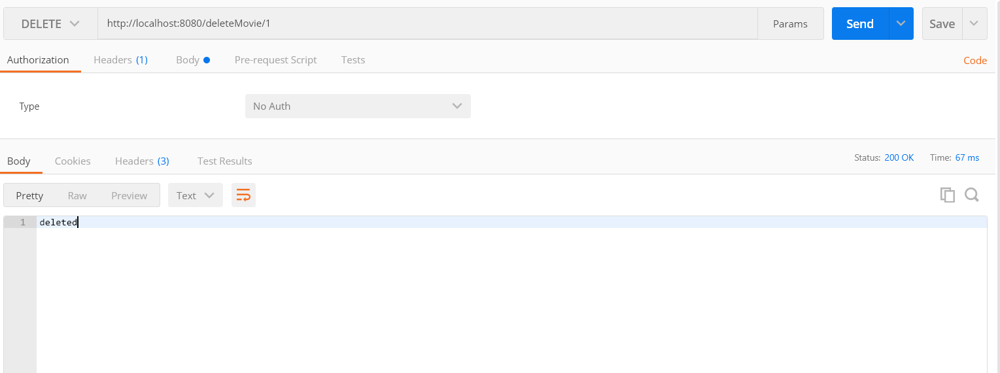 DELETE http://localhost:8080/deleteMovie/1 Params Send Save
Authorization Headers (1) Body Pre-request Script Tests Code
Type No Auth
Body Cookies Headers (3) Test Results Status: 200 OK Time: 67 ms
Pretty Raw Preview Text
1 deleted